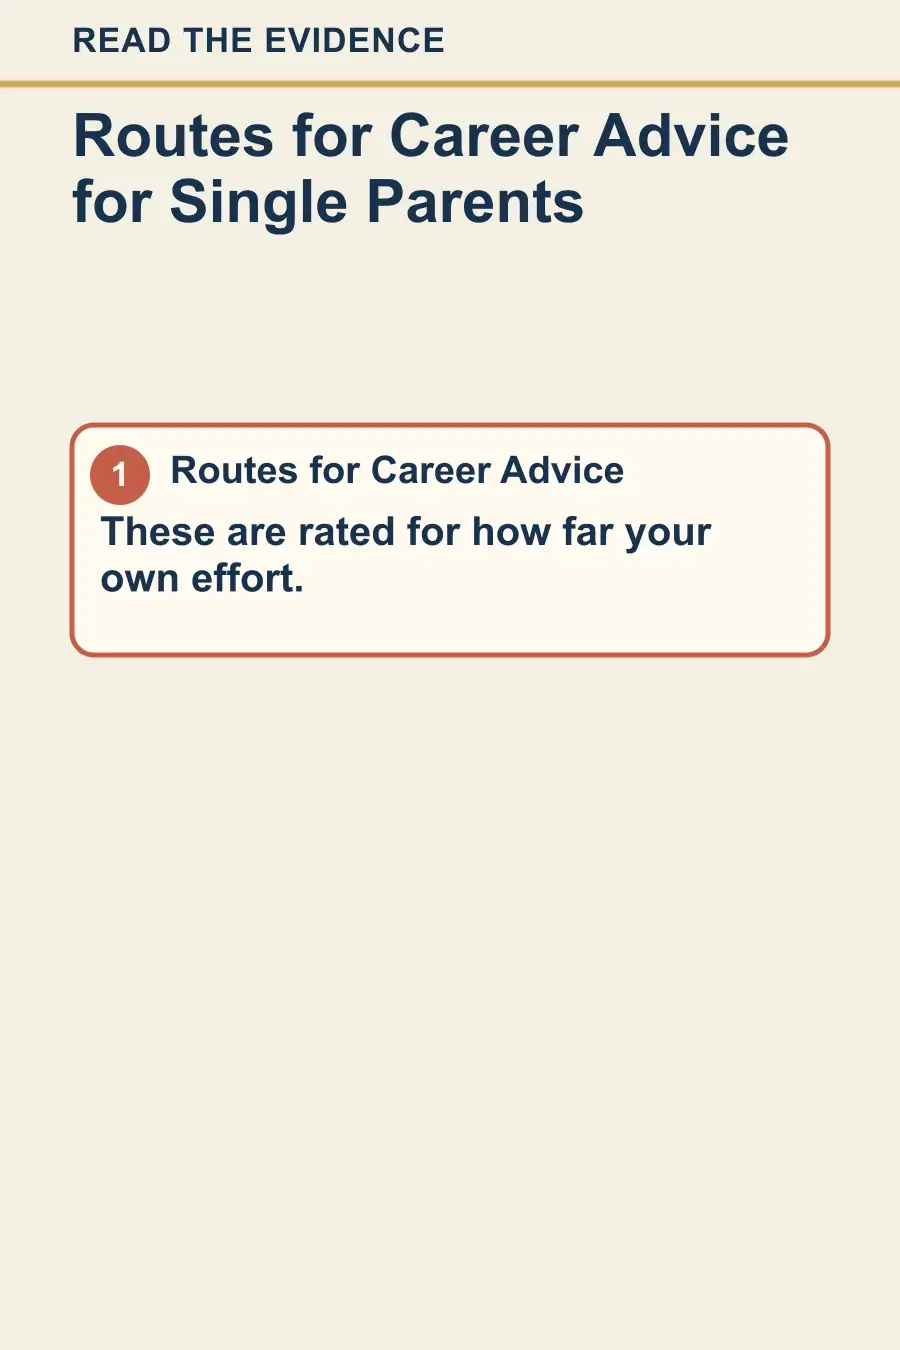 READ THE EVIDENCE
Routes for Career Advice
for Single Parents
1 Routes for Career Advice
These are rated for how far your
own effort.